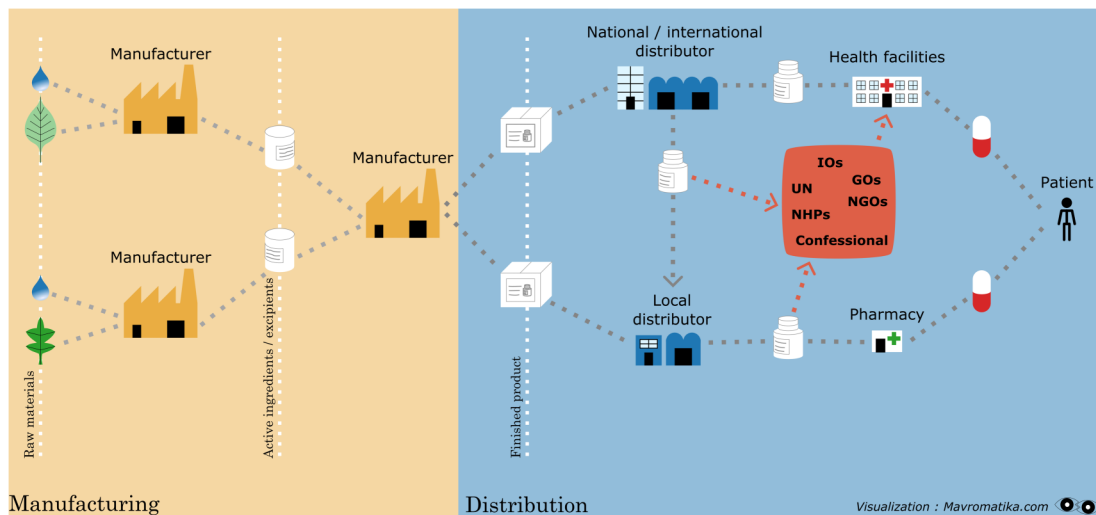 National / international
distributor
Health facilities
Manufacturer
Manufacturer
Manufacturer
Patient
IOs
GOs
UN
NGOs
NHPs
Confessional
Local
distributor
Pharmacy
Raw materials
Active ingredients / excipients
Finished product
Manufacturing
Distribution
Visualization : Mavromatika.com